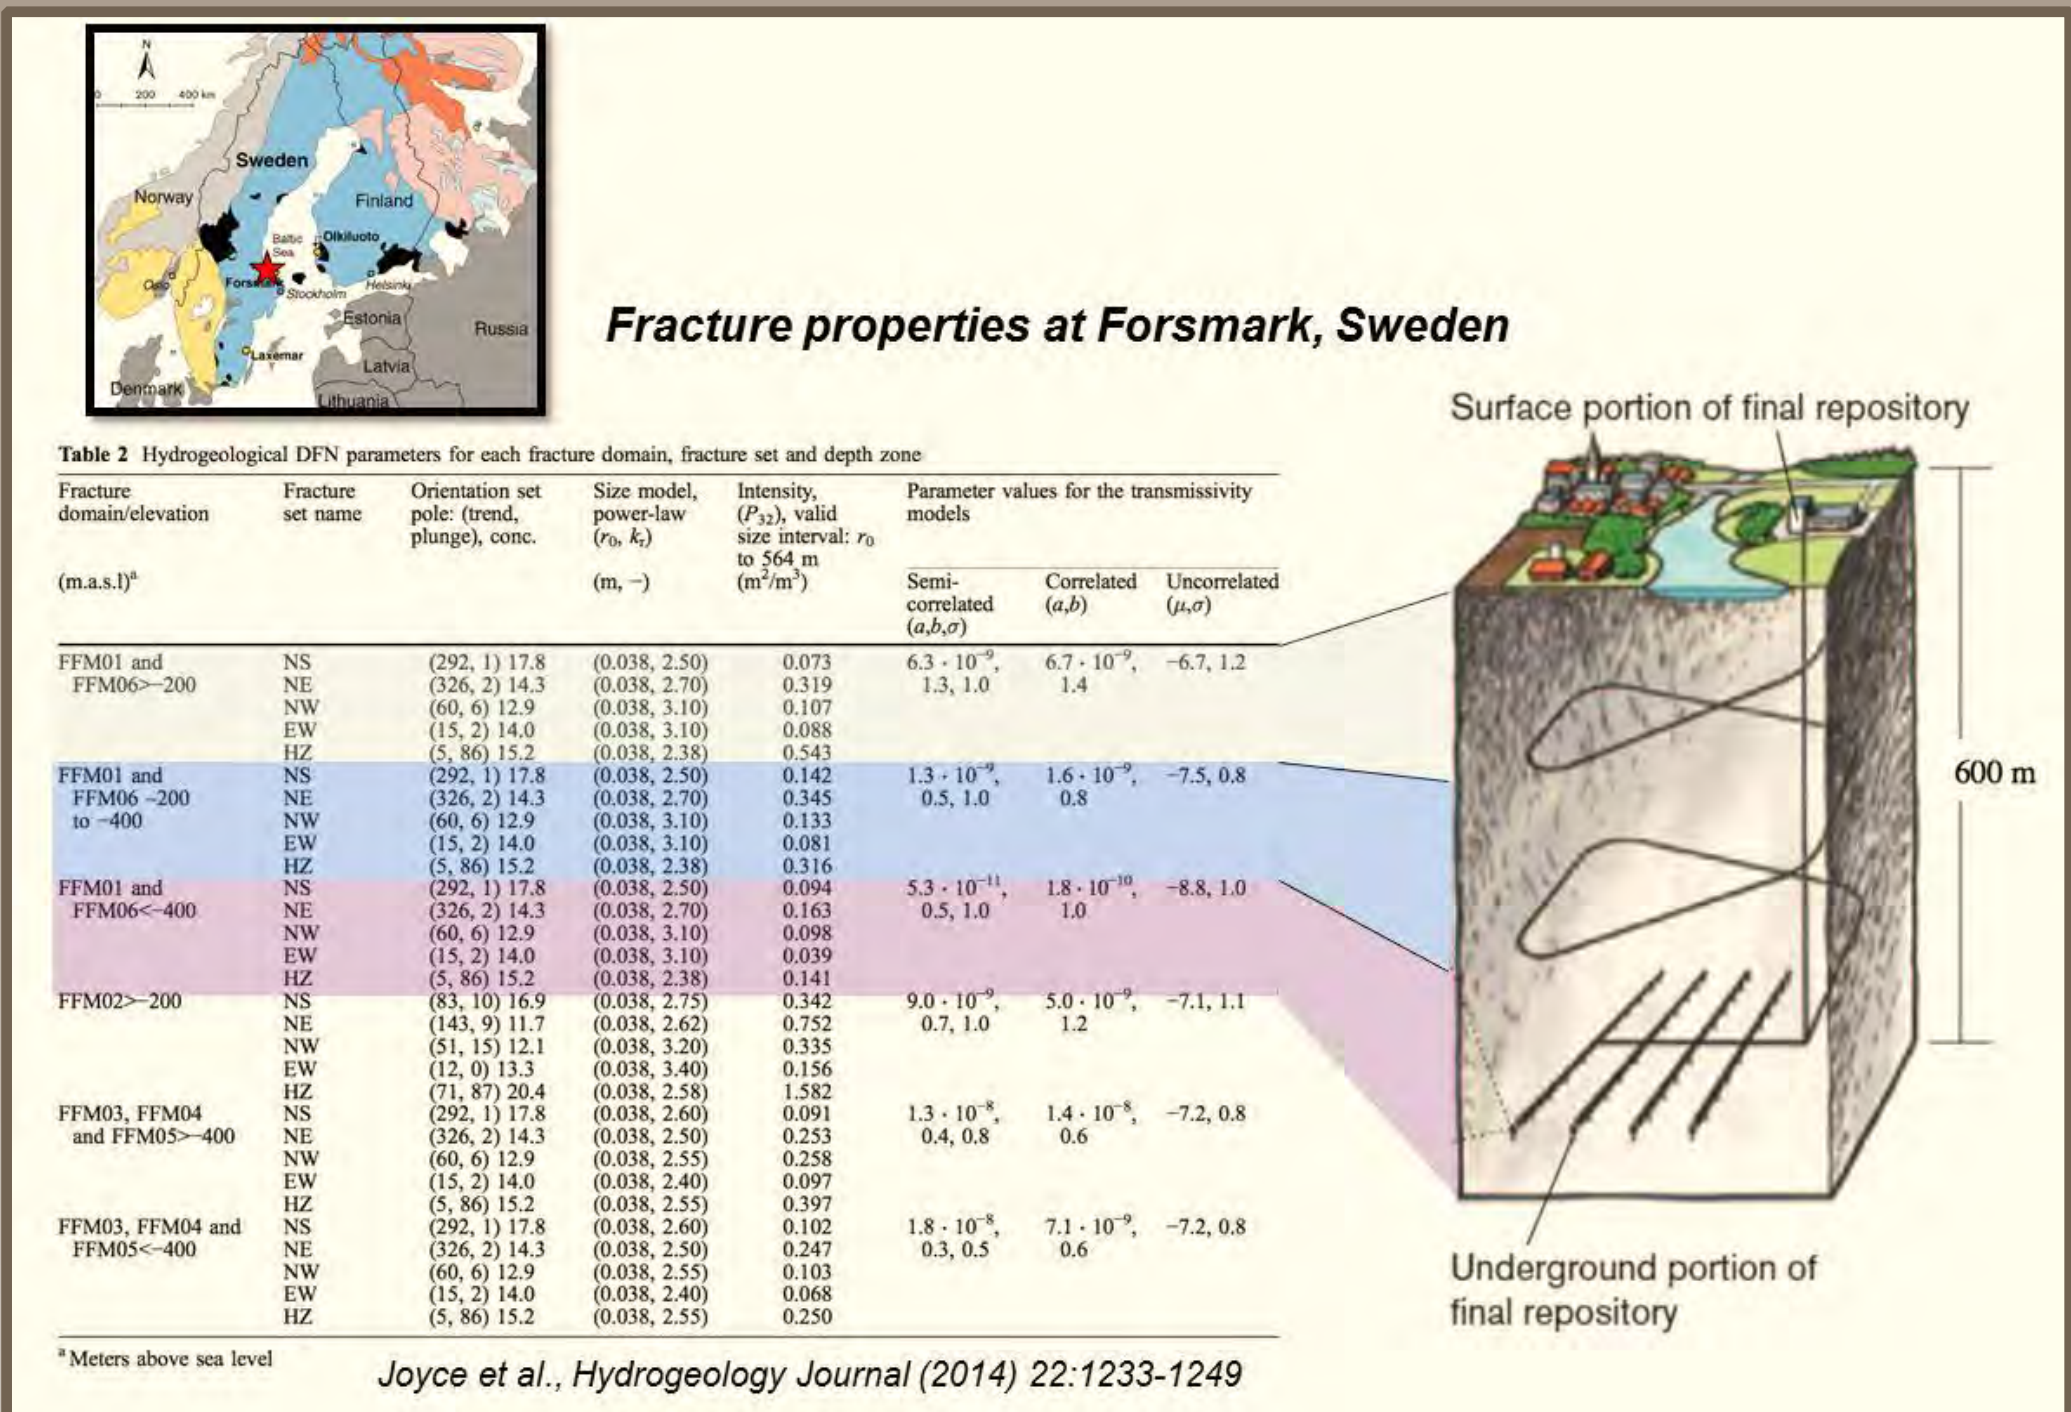 N
0 200 400 km
Sweden
Norway
Finland
Baltic
Sea
Olkiluoto
Oslo
Forsmark
Stockholm
Helsinki
Estonia
Russia
Laxemar
Latvia
Denmark
Lithuania
Fracture properties at Forsmark, Sweden
Surface portion of final repository
600 m
Underground portion of
final repository
Table 2 Hydrogeological DFN parameters for each fracture domain, fracture set and depth zone
Fracture Fracture Orientation set Size model, Intensity, Parameter values for the transmissivity
domain/elevation set name pole: (trend, power-law (P32), valid models
plunge), conc. (r0, kr) size interval: r0
to 564 m
(m.a.s.l)a (m, −) (m²/m³) Semi- Correlated Uncorrelated
correlated (a,b) (μ,σ)
(a,b,σ)
FFM01 and NS (292, 1) 17.8 (0.038, 2.50) 0.073 6.3 · 10⁻⁹, 6.7 · 10⁻⁹, −6.7, 1.2
FFM06>−200 NE (326, 2) 14.3 (0.038, 2.70) 0.319 1.3, 1.0 1.4
NW (60, 6) 12.9 (0.038, 3.10) 0.107
EW (15, 2) 14.0 (0.038, 3.10) 0.088
HZ (5, 86) 15.2 (0.038, 2.38) 0.543
FFM01 and NS (292, 1) 17.8 (0.038, 2.50) 0.142 1.3 · 10⁻⁹, 1.6 · 10⁻⁹, −7.5, 0.8
FFM06 −200 NE (326, 2) 14.3 (0.038, 2.70) 0.345 0.5, 1.0 0.8
to −400 NW (60, 6) 12.9 (0.038, 3.10) 0.133
EW (15, 2) 14.0 (0.038, 3.10) 0.081
HZ (5, 86) 15.2 (0.038, 2.38) 0.316
FFM01 and NS (292, 1) 17.8 (0.038, 2.50) 0.094 5.3 · 10⁻¹¹, 1.8 · 10⁻¹⁰, −8.8, 1.0
FFM06<−400 NE (326, 2) 14.3 (0.038, 2.70) 0.163 0.5, 1.0 1.0
NW (60, 6) 12.9 (0.038, 3.10) 0.098
EW (15, 2) 14.0 (0.038, 3.10) 0.039
HZ (5, 86) 15.2 (0.038, 2.38) 0.141
FFM02>−200 NS (83, 10) 16.9 (0.038, 2.75) 0.342 9.0 · 10⁻⁹, 5.0 · 10⁻⁹, −7.1, 1.1
NE (143, 9) 11.7 (0.038, 2.62) 0.752 0.7, 1.0 1.2
NW (51, 15) 12.1 (0.038, 3.20) 0.335
EW (12, 0) 13.3 (0.038, 3.40) 0.156
HZ (71, 87) 20.4 (0.038, 2.58) 1.582
FFM03, FFM04 NS (292, 1) 17.8 (0.038, 2.60) 0.091 1.3 · 10⁻⁸, 1.4 · 10⁻⁸, −7.2, 0.8
and FFM05>−400 NE (326, 2) 14.3 (0.038, 2.50) 0.253 0.4, 0.8 0.6
NW (60, 6) 12.9 (0.038, 2.55) 0.258
EW (15, 2) 14.0 (0.038, 2.40) 0.097
HZ (5, 86) 15.2 (0.038, 2.55) 0.397
FFM03, FFM04 and NS (292, 1) 17.8 (0.038, 2.60) 0.102 1.8 · 10⁻⁸, 7.1 · 10⁻⁹, −7.2, 0.8
FFM05<−400 NE (326, 2) 14.3 (0.038, 2.50) 0.247 0.3, 0.5 0.6
NW (60, 6) 12.9 (0.038, 2.55) 0.103
EW (15, 2) 14.0 (0.038, 2.40) 0.068
HZ (5, 86) 15.2 (0.038, 2.55) 0.250
a Meters above sea level
Joyce et al., Hydrogeology Journal (2014) 22:1233-1249